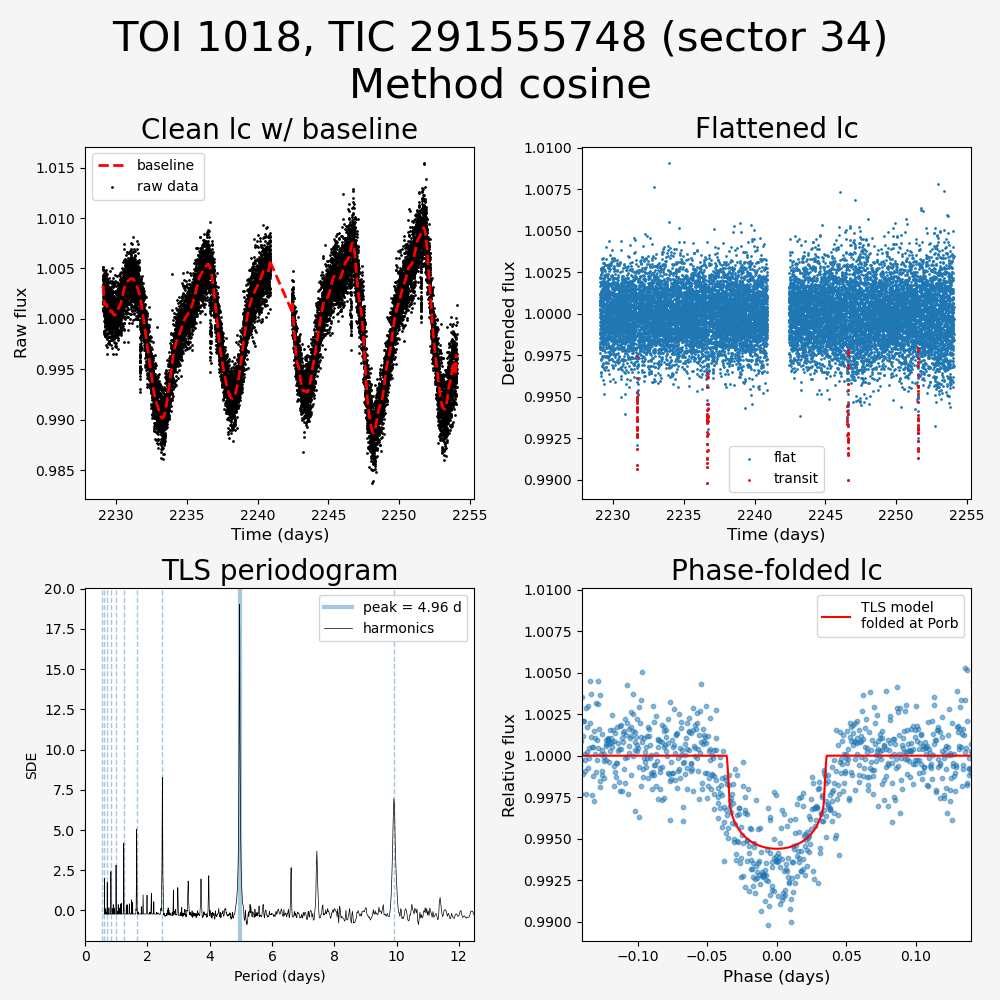 TOI 1018, TIC 291555748 (sector 34)
Method cosine
Clean lc w/ baseline
baseline
raw data
1.015
1.010
1.005
1.000
0.995
0.990
0.985
Raw flux
2230 2235 2240 2245 2250 2255
Time (days)
Flattened lc
1.0100
1.0075
1.0050
1.0025
1.0000
0.9975
0.9950
0.9925
0.9900
Detrended flux
flat
transit
2230 2235 2240 2245 2250 2255
Time (days)
TLS periodogram
peak = 4.96 d
harmonics
20.0
17.5
15.0
12.5
10.0
7.5
5.0
2.5
0.0
SDE
0 2 4 6 8 10 12
Period (days)
Phase-folded lc
TLS model
folded at Porb
1.0100
1.0075
1.0050
1.0025
1.0000
0.9975
0.9950
0.9925
0.9900
Relative flux
−0.10 −0.05 0.00 0.05 0.10
Phase (days)